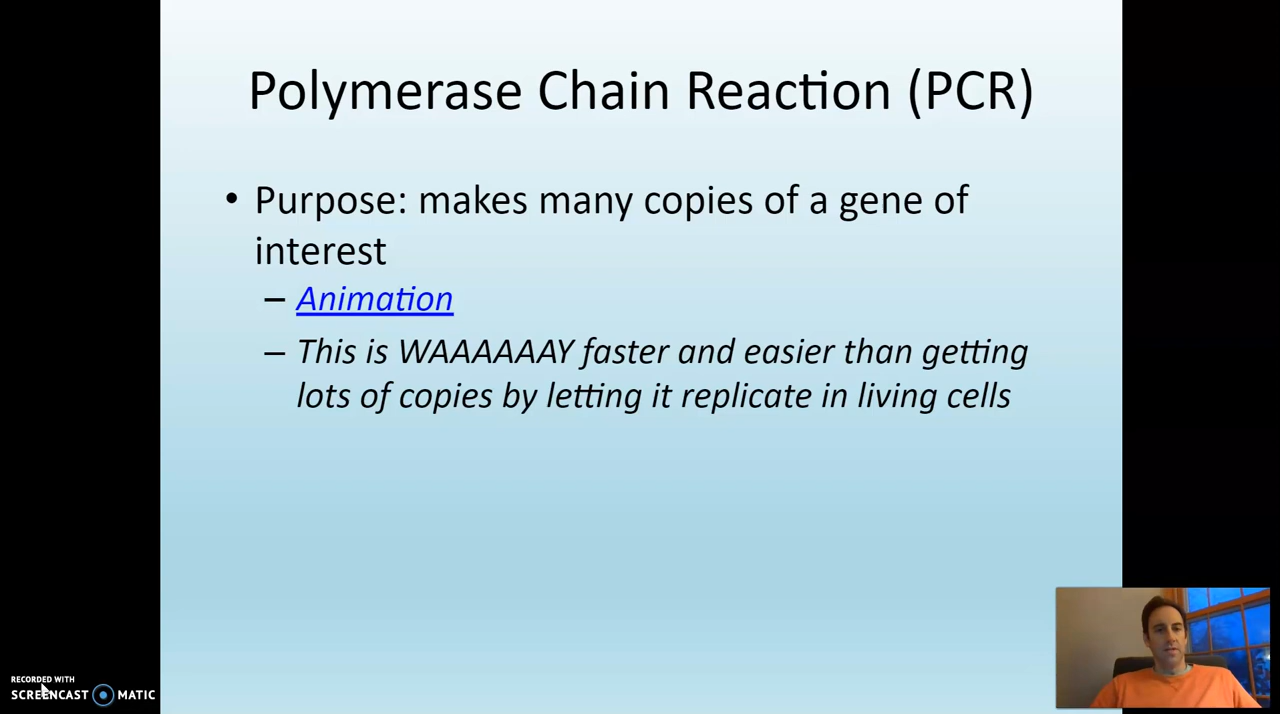 Polymerase Chain Reaction (PCR)
• Purpose: makes many copies of a gene of
interest
– Animation
– This is WAAAAAAY faster and easier than getting
lots of copies by letting it replicate in living cells
RECORDED WITH
SCREENCAST MATIC